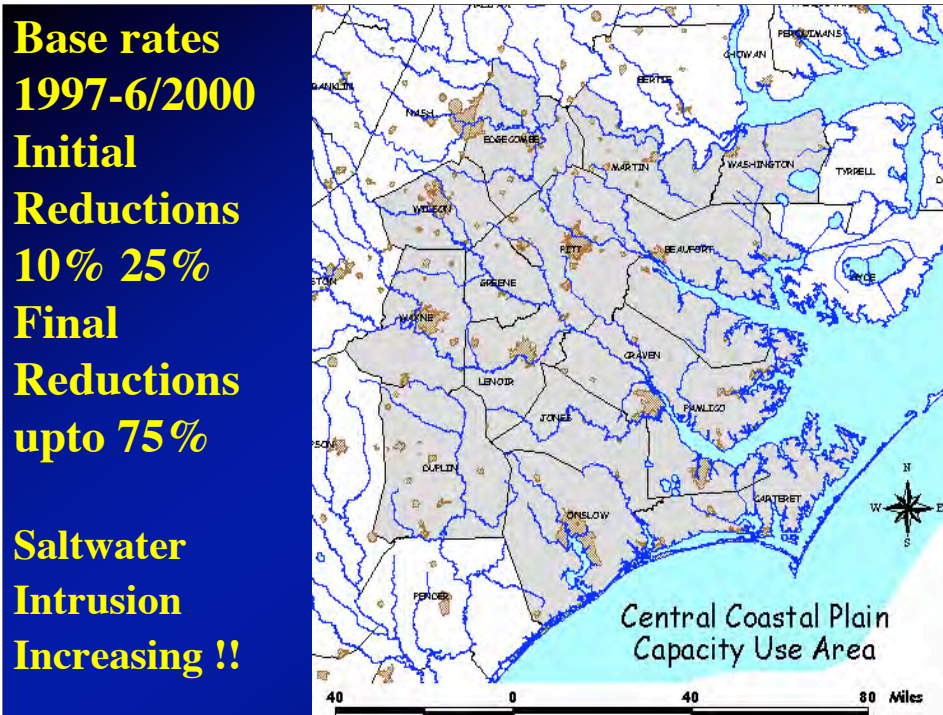 Base rates
1997-6/2000
Initial
Reductions
10% 25%
Final
Reductions
upto 75%
Saltwater
Intrusion
Increasing !!
PERQUIMANS
CHOWAN
BERTIE
NASH
EDGECOMBE
MARTIN
WASHINGTON
TYRRELL
WILSON
PITT
BEAUFORT
HYDE
GREENE
WAYNE
CRAVEN
LENOIR
PAMLICO
JONES
DUPLIN
CARTERET
ONSLOW
PENDER
N
W E
S
Central Coastal Plain
Capacity Use Area
40 0 40 80 Miles